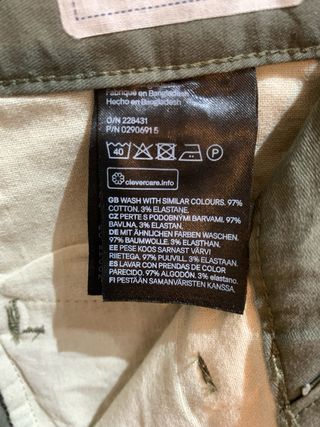 Fabriqué en Bangladesh
Hecho en Bangladesh
O/N 228431
P/N 02906915
40 P
clevercare.info
GB WASH WITH SIMILAR COLOURS. 97%
COTTON. 3% ELASTANE.
CZ PERTE S PODOBNÝMI BARVAMI. 97%
BAVLNA. 3% ELASTAN.
DE MIT ÄHNLICHEN FARBEN WASCHEN.
97% BAUMWOLLE. 3% ELASTHAN.
EE PESE KOOS SARNAST VÄRVI
RIIETEGA. 97% PUUVILL. 3% ELASTAAN.
ES LAVAR CON PRENDAS DE COLOR
PARECIDO. 97% ALGODÓN. 3% elastano.
FI PESTÄÄN SAMANVÄRISTEN KANSSA.